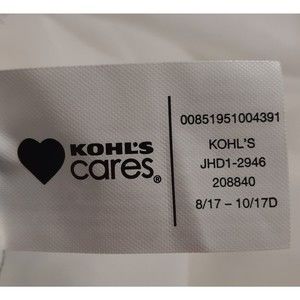 KOHL'S
cares®
00851951004391
KOHL'S
JHD1-2946
208840
8/17 – 10/17D